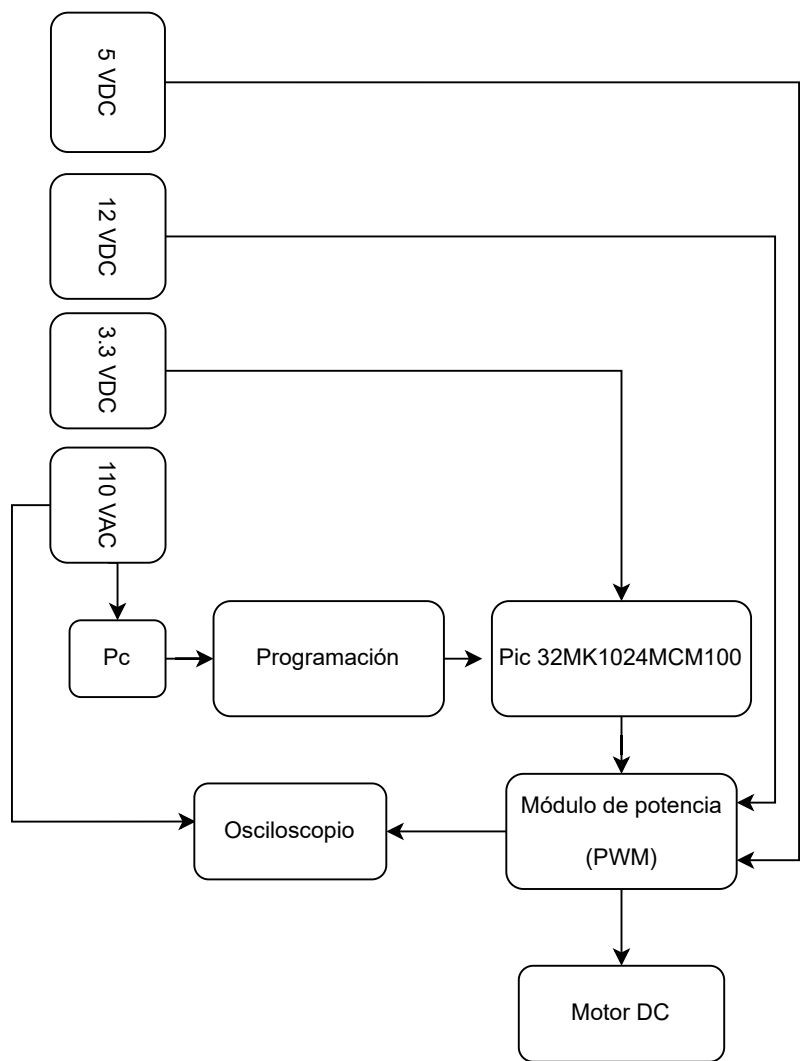 5 VDC
12 VDC
3.3 VDC
110 VAC
Pc
Programación
Pic 32MK1024MCM100
Osciloscopio
Módulo de potencia
(PWM)
Motor DC